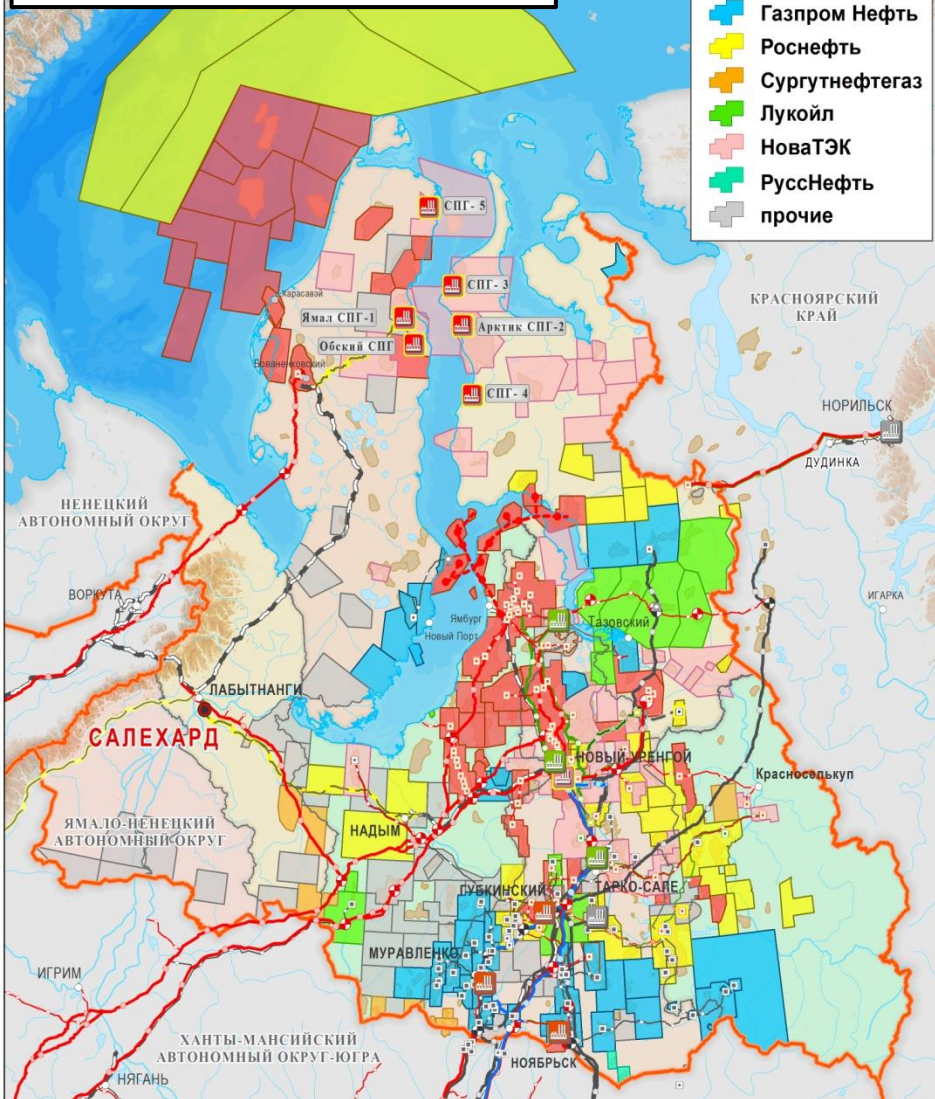 Газпром Нефть
Роснефть
Сургутнефтегаз
Лукойл
НоваТЭК
РуссНефть
прочие
СПГ- 5
СПГ- 3
Харасавэй
КРАСНОЯРСКИЙ
КРАЙ
Ямал СПГ-1
Арктик СПГ-2
Обский СПГ
Бованенковский
СПГ- 4
НОРИЛЬСК
ДУДИНКА
НЕНЕЦКИЙ
АВТОНОМНЫЙ ОКРУГ
ВОРКУТА
ИГАРКА
Ямбург
Тазовский
Новый Порт
ЛАБЫТНАНГИ
САЛЕХАРД
НОВЫЙ-УРЕНГОЙ
Красноселькуп
ЯМАЛО-НЕНЕЦКИЙ
АВТОНОМНЫЙ ОКРУГ
НАДЫМ
ГУБКИНСКИЙ
ТАРКО-САЛЕ
МУРАВЛЕНКО
ИГРИМ
ХАНТЫ-МАНСИЙСКИЙ
АВТОНОМНЫЙ ОКРУГ-ЮГРА
НОЯБРЬСК
НЯГАНЬ